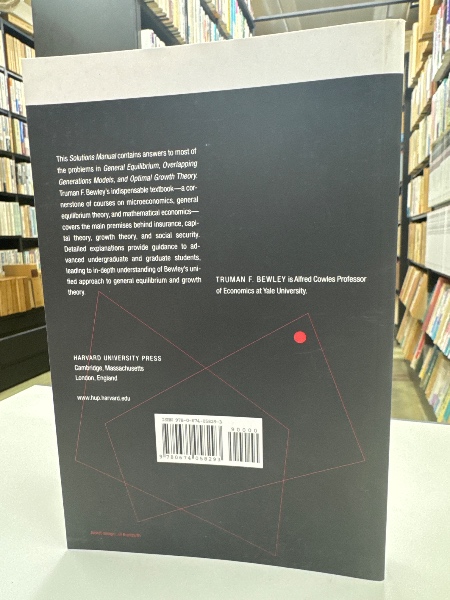 This Solutions Manual contains answers to most of
the problems in General Equilibrium, Overlapping
Generations Models, and Optimal Growth Theory.
Truman F. Bewley's indispensable textbook—a cor-
nerstone of courses on microeconomics, general
equilibrium theory, and mathematical economics—
covers the main premises behind insurance, capi-
tal theory, growth theory, and social security.
Detailed explanations provide guidance to ad-
vanced undergraduate and graduate students,
leading to in-depth understanding of Bewley's uni-
fied approach to general equilibrium and growth
theory.
TRUMAN F. BEWLEY is Alfred Cowles Professor
of Economics at Yale University.
HARVARD UNIVERSITY PRESS
Cambridge, Massachusetts
London, England
www.hup.harvard.edu
ISBN
90000